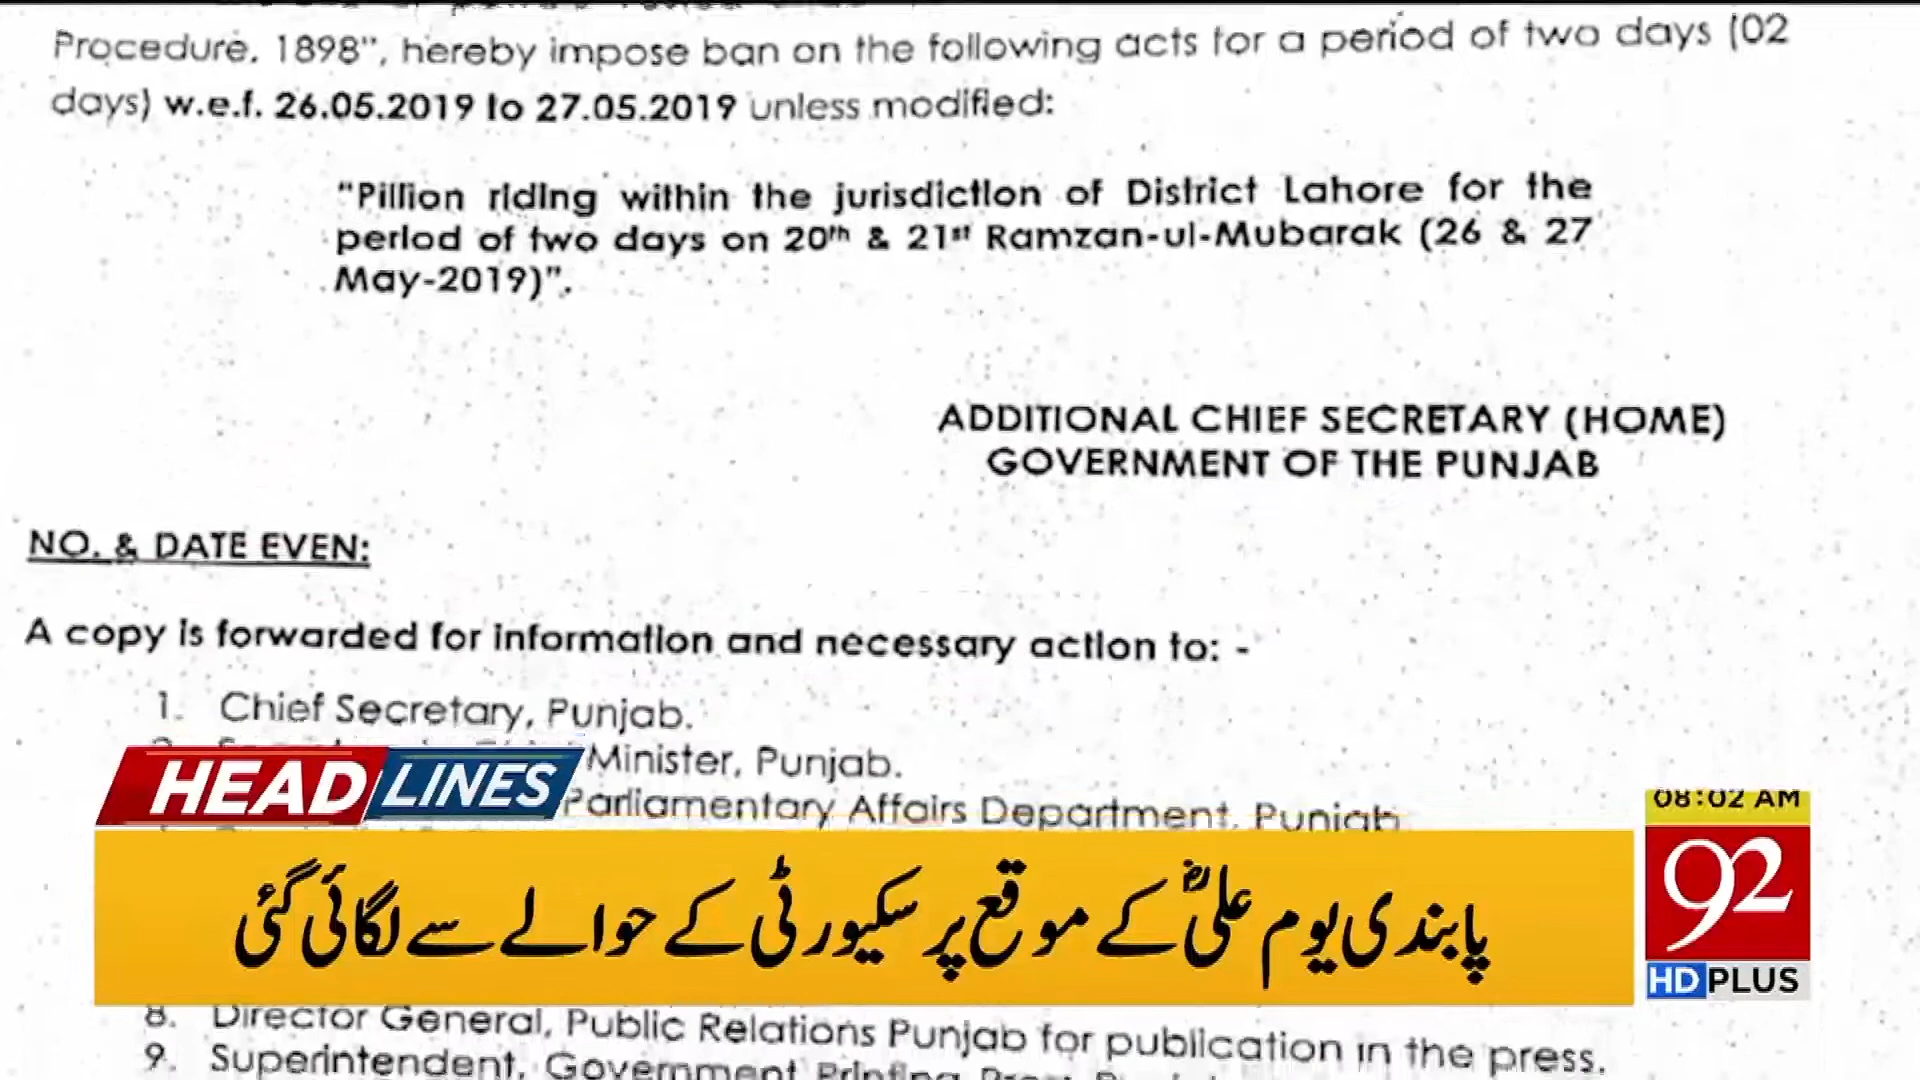 Procedure, 1898", hereby impose ban on the following acts for a period of two days (02
days) w.e.f. 26.05.2019 to 27.05.2019 unless modified:
"Pillion riding within the jurisdiction of District Lahore for the
period of two days on 20th & 21st Ramzan-ul-Mubarak (26 & 27
May-2019)".
ADDITIONAL CHIEF SECRETARY (HOME)
GOVERNMENT OF THE PUNJAB
NO. & DATE EVEN:
A copy is forwarded for information and necessary action to: -
1. Chief Secretary, Punjab.
Minister, Punjab.
HEADLINES
Parliamentary Affairs Department, Punjab
08:02 AM
پابندی یوم علیؓ کے موقع پر سکیورٹی کے حوالے سے لگائی گئی
92
HD PLUS
8. Director General, Public Relations Punjab for publication in the press.
9. Superintendent, Government Printing Press